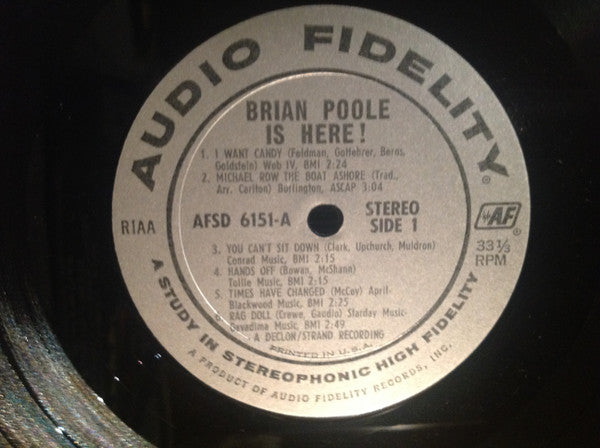 AUDIO FIDELITY®
BRIAN POOLE
IS HERE!
1. I WANT CANDY (Feldman, Gottehrer, Beros,
Goldstein) Web IV, BMI 2:24
2. MICHAEL ROW THE BOAT ASHORE (Trad.,
Arr. Carlton) Burlington, ASCAP 3:04
RIAA
AFSD 6151-A
STEREO
SIDE 1
AF
33⅓
RPM
3. YOU CAN'T SIT DOWN (Clark, Upchurch, Muldron)
Conrad Music, BMI 2:15
4. HANDS OFF (Bowan, McShann)
Tollie Music, BMI 2:15
5. TIMES HAVE CHANGED (McCoy) April-
Blackwood Music, BMI 2:25
6. RAG DOLL (Crewe, Gaudio) Starday Music-
Gavadima Music, BMI 2:49
A DECLON/STRAND RECORDING
PRINTED IN U.S.A.
A STUDY IN STEREOPHONIC HIGH FIDELITY
A PRODUCT OF AUDIO FIDELITY RECORDS, INC.